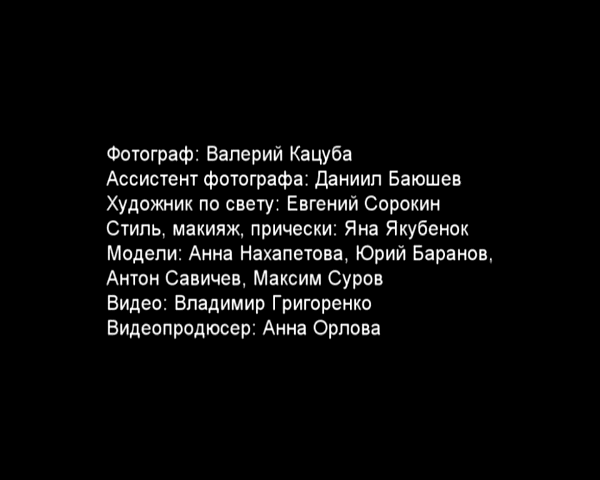 Фотограф: Валерий Кацуба
Ассистент фотографа: Даниил Баюшев
Художник по свету: Евгений Сорокин
Стиль, макияж, прически: Яна Якубенок
Модели: Анна Нахапетова, Юрий Баранов,
Антон Савичев, Максим Суров
Видео: Владимир Григоренко
Видеопродюсер: Анна Орлова